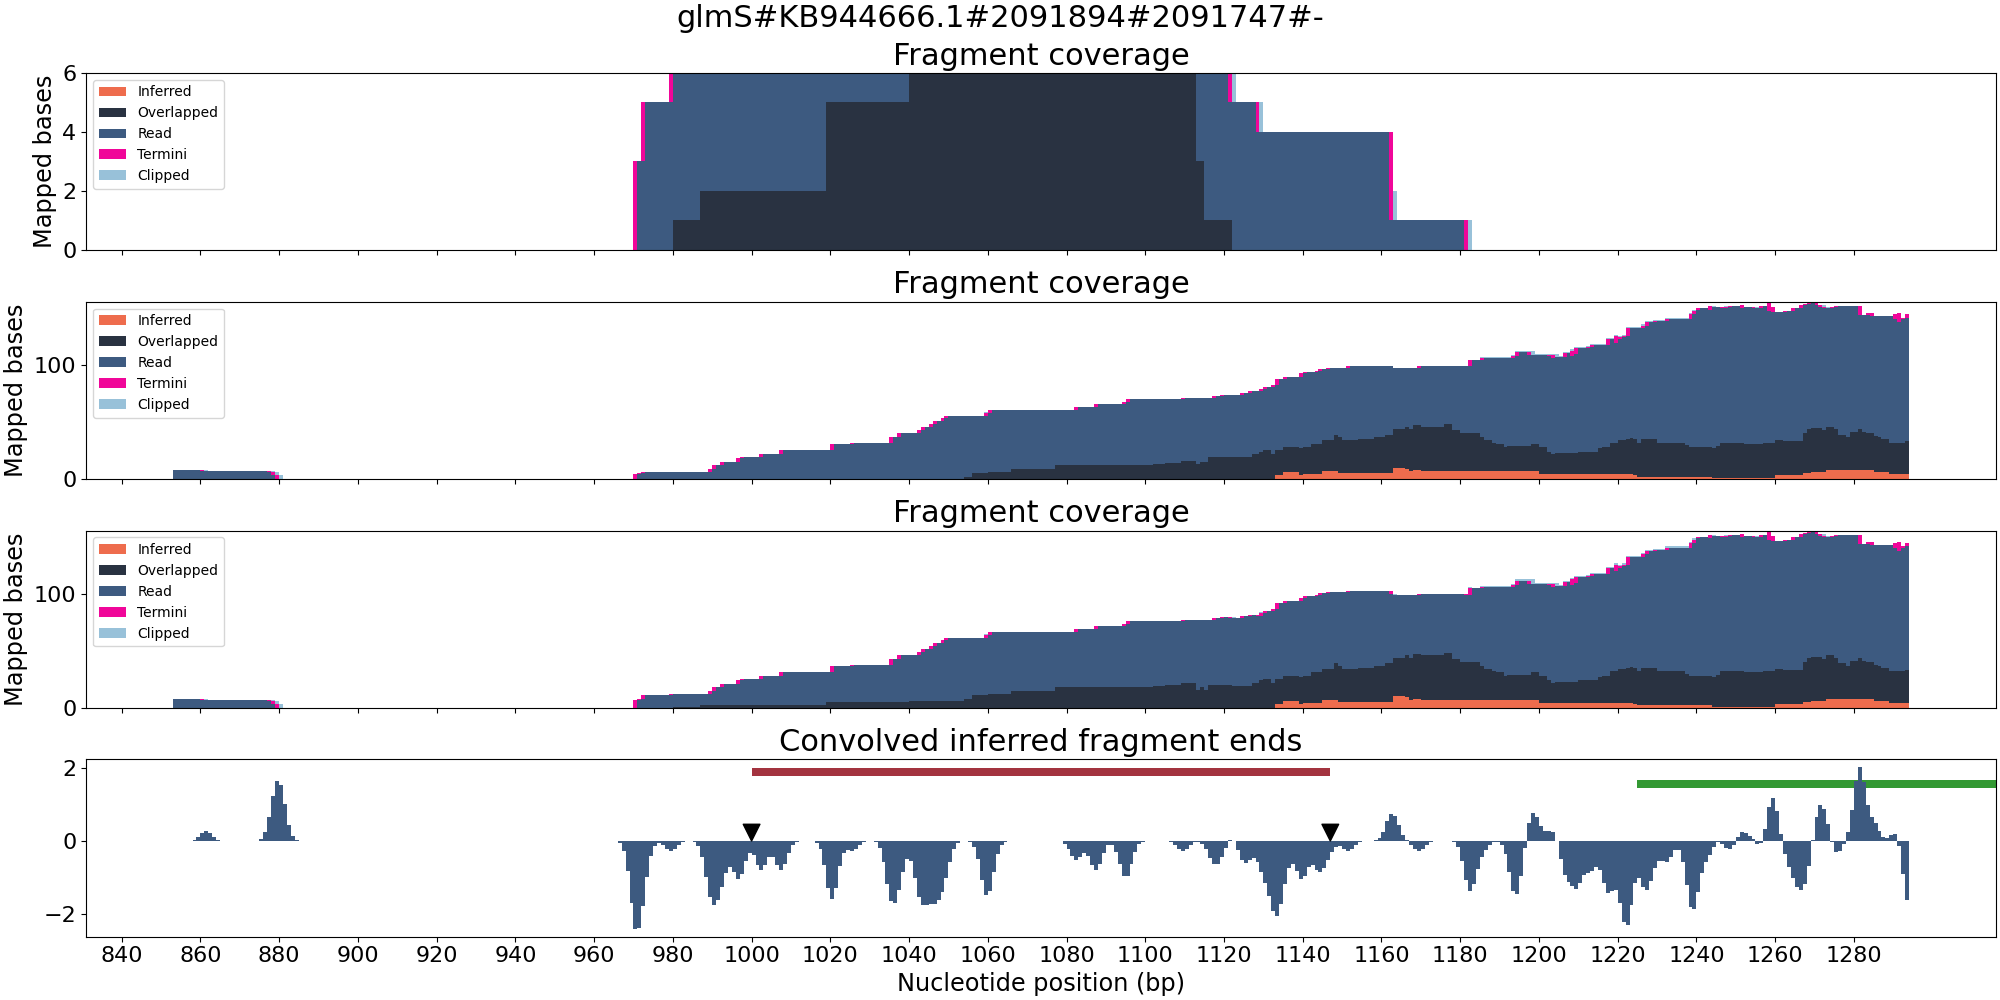 glmS#KB944666.1#2091894#2091747#-
Fragment coverage
Mapped bases
6
4
2
0
Inferred
Overlapped
Read
Termini
Clipped
Fragment coverage
Mapped bases
100
0
Inferred
Overlapped
Read
Termini
Clipped
Fragment coverage
Mapped bases
100
0
Inferred
Overlapped
Read
Termini
Clipped
Convolved inferred fragment ends
2
0
−2
840 860 880 900 920 940 960 980 1000 1020 1040 1060 1080 1100 1120 1140 1160 1180 1200 1220 1240 1260 1280
Nucleotide position (bp)